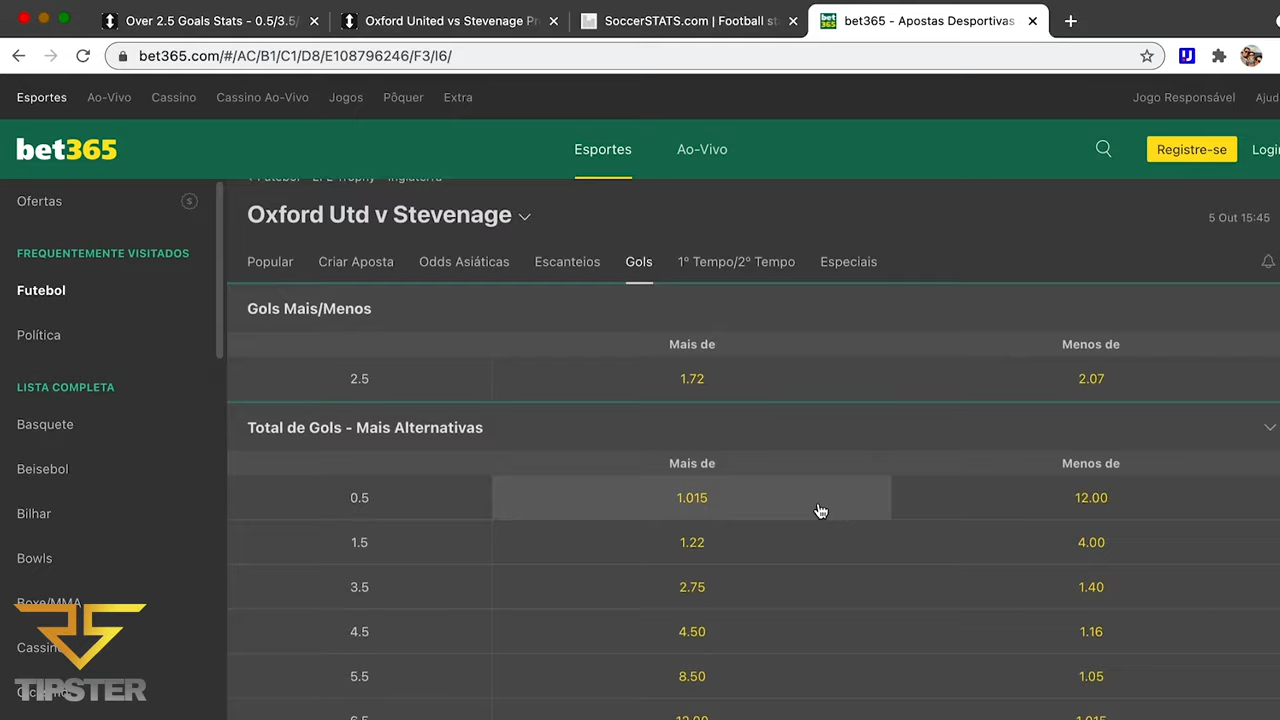 Over 2.5 Goals Stats - 0.5/3.5/
Oxford United vs Stevenage Pr
SoccerSTATS.com | Football st
bet365 - Apostas Desportivas
bet365.com/#/AC/B1/C1/D8/E108796246/F3/I6/
Esportes Ao-Vivo Cassino Cassino Ao-Vivo Jogos Pôquer Extra Jogo Responsável Ajud
bet365 Esportes Ao-Vivo Registre-se Login
Ofertas
FREQUENTEMENTE VISITADOS
Futebol
Política
LISTA COMPLETA
Basquete
Beisebol
Bilhar
Bowls
Boxe/MMA
Cassin
TIPSTER
Oxford Utd v Stevenage 5 Out 15:45
Popular Criar Aposta Odds Asiáticas Escanteios Gols 1º Tempo/2º Tempo Especiais
Gols Mais/Menos
Mais de Menos de
2.5 1.72 2.07
Total de Gols - Mais Alternativas
Mais de Menos de
0.5 1.015 12.00
1.5 1.22 4.00
3.5 2.75 1.40
4.5 4.50 1.16
5.5 8.50 1.05